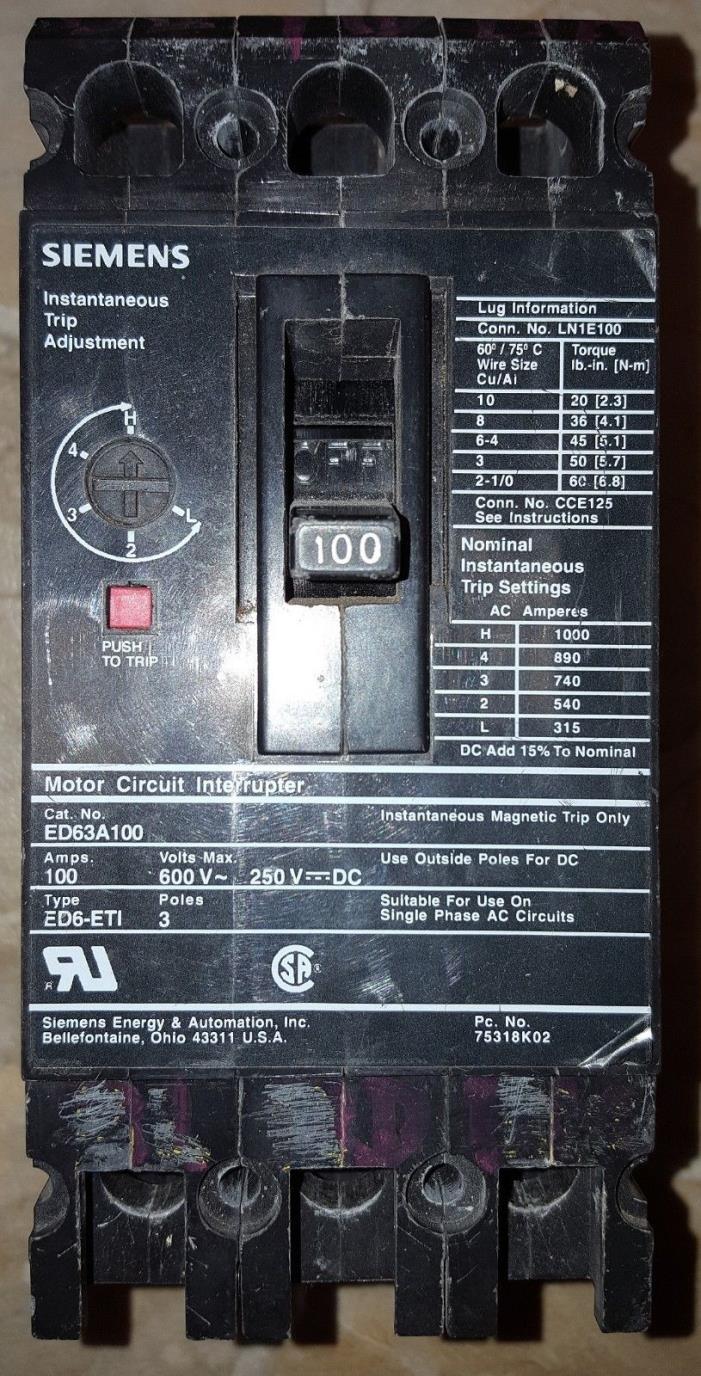 SIEMENS
Instantaneous
Trip
Adjustment
H
4
3
2
L
PUSH
TO TRIP
OFF
100
Lug Information
Conn. No. LN1E100
60° / 75° C Torque
Wire Size Lb.-in. [N-m]
Cu/Al
10 20 [2.3]
8 36 [4.1]
6-4 45 [5.1]
3 50 [5.7]
2-1/0 60 [6.8]
Conn. No. CCE125
See Instructions
Nominal
Instantaneous
Trip Settings
AC Amperes
H 1000
4 890
3 740
2 540
L 315
DC Add 15% To Nominal
Motor Circuit Interrupter
Cat. No. Instantaneous Magnetic Trip Only
ED63A100
Amps. Volts Max. Use Outside Poles For DC
100 600 V~ 250 V⎓DC
Type Poles Suitable For Use On
ED6-ETI 3 Single Phase AC Circuits
RU
CSA®
Siemens Energy & Automation, Inc. Pc. No.
Bellefontaine, Ohio 43311 U.S.A. 75318K02